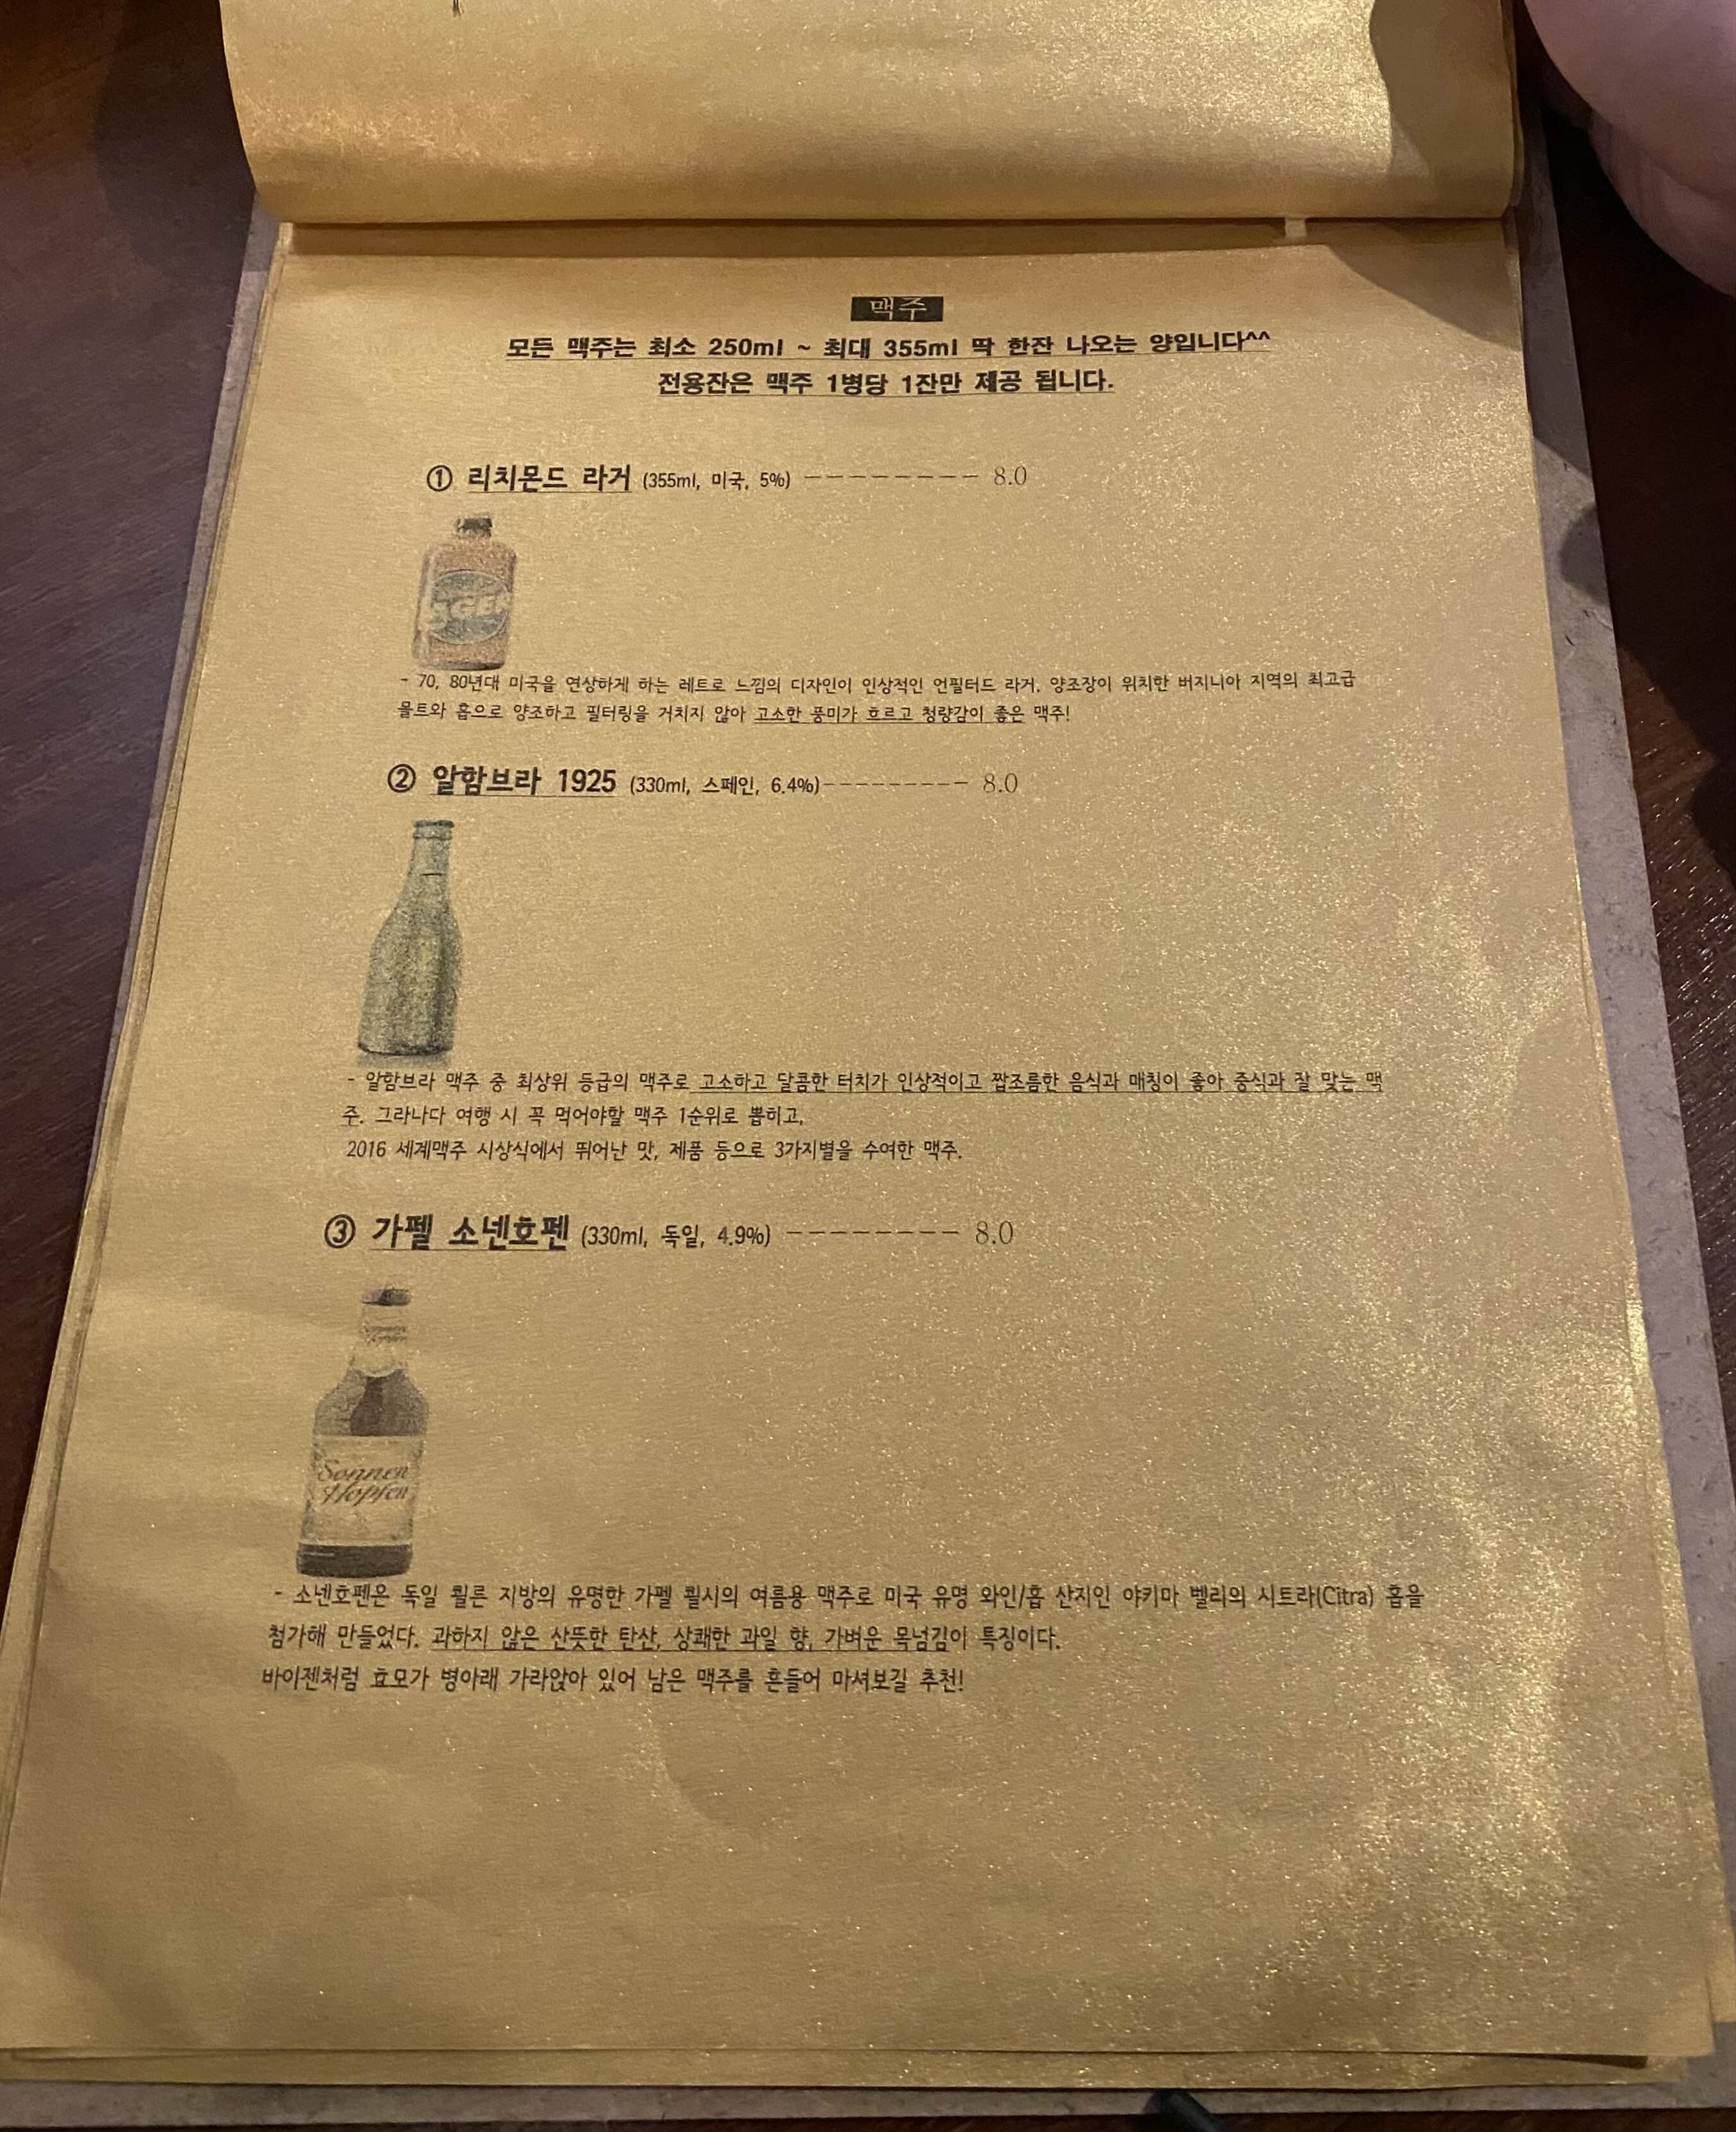 맥주
모든 맥주는 최소 250ml ~ 최대 355ml 딱 한잔 나오는 양입니다^^
전용잔은 맥주 1병당 1잔만 제공 됩니다.
① 리치몬드 라거 (355ml, 미국, 5%) --------- 8.0
LAGER
- 70, 80년대 미국을 연상하게 하는 레트로 느낌의 디자인이 인상적인 언필터드 라거. 양조장이 위치한 버지니아 지역의 최고급
몰트와 홉으로 양조하고 필터링을 거치지 않아 고소한 풍미가 흐르고 청량감이 좋은 맥주!
② 알함브라 1925 (330ml, 스페인, 6.4%)--------- 8.0
- 알함브라 맥주 중 최상위 등급의 맥주로 고소하고 달콤한 터치가 인상적이고 짭조름한 음식과 매칭이 좋아 중식과 잘 맞는 맥
주. 그라나다 여행 시 꼭 먹어야할 맥주 1순위로 뽑히고,
2016 세계맥주 시상식에서 뛰어난 맛, 제품 등으로 3가지별을 수여한 맥주.
③ 가펠 소넨호펜 (330ml, 독일, 4.9%) --------- 8.0
Sonnen
Hopfen
- 소넨호펜은 독일 쾰른 지방의 유명한 가펠 쾰시의 여름용 맥주로 미국 유명 와인/홉 산지인 야키마 벨리의 시트라(Citra) 홉을
첨가해 만들었다. 과하지 않은 산뜻한 탄산, 상쾌한 과일 향, 가벼운 목넘김이 특징이다.
바이젠처럼 효모가 병아래 가라앉아 있어 남은 맥주를 흔들어 마셔보길 추천!